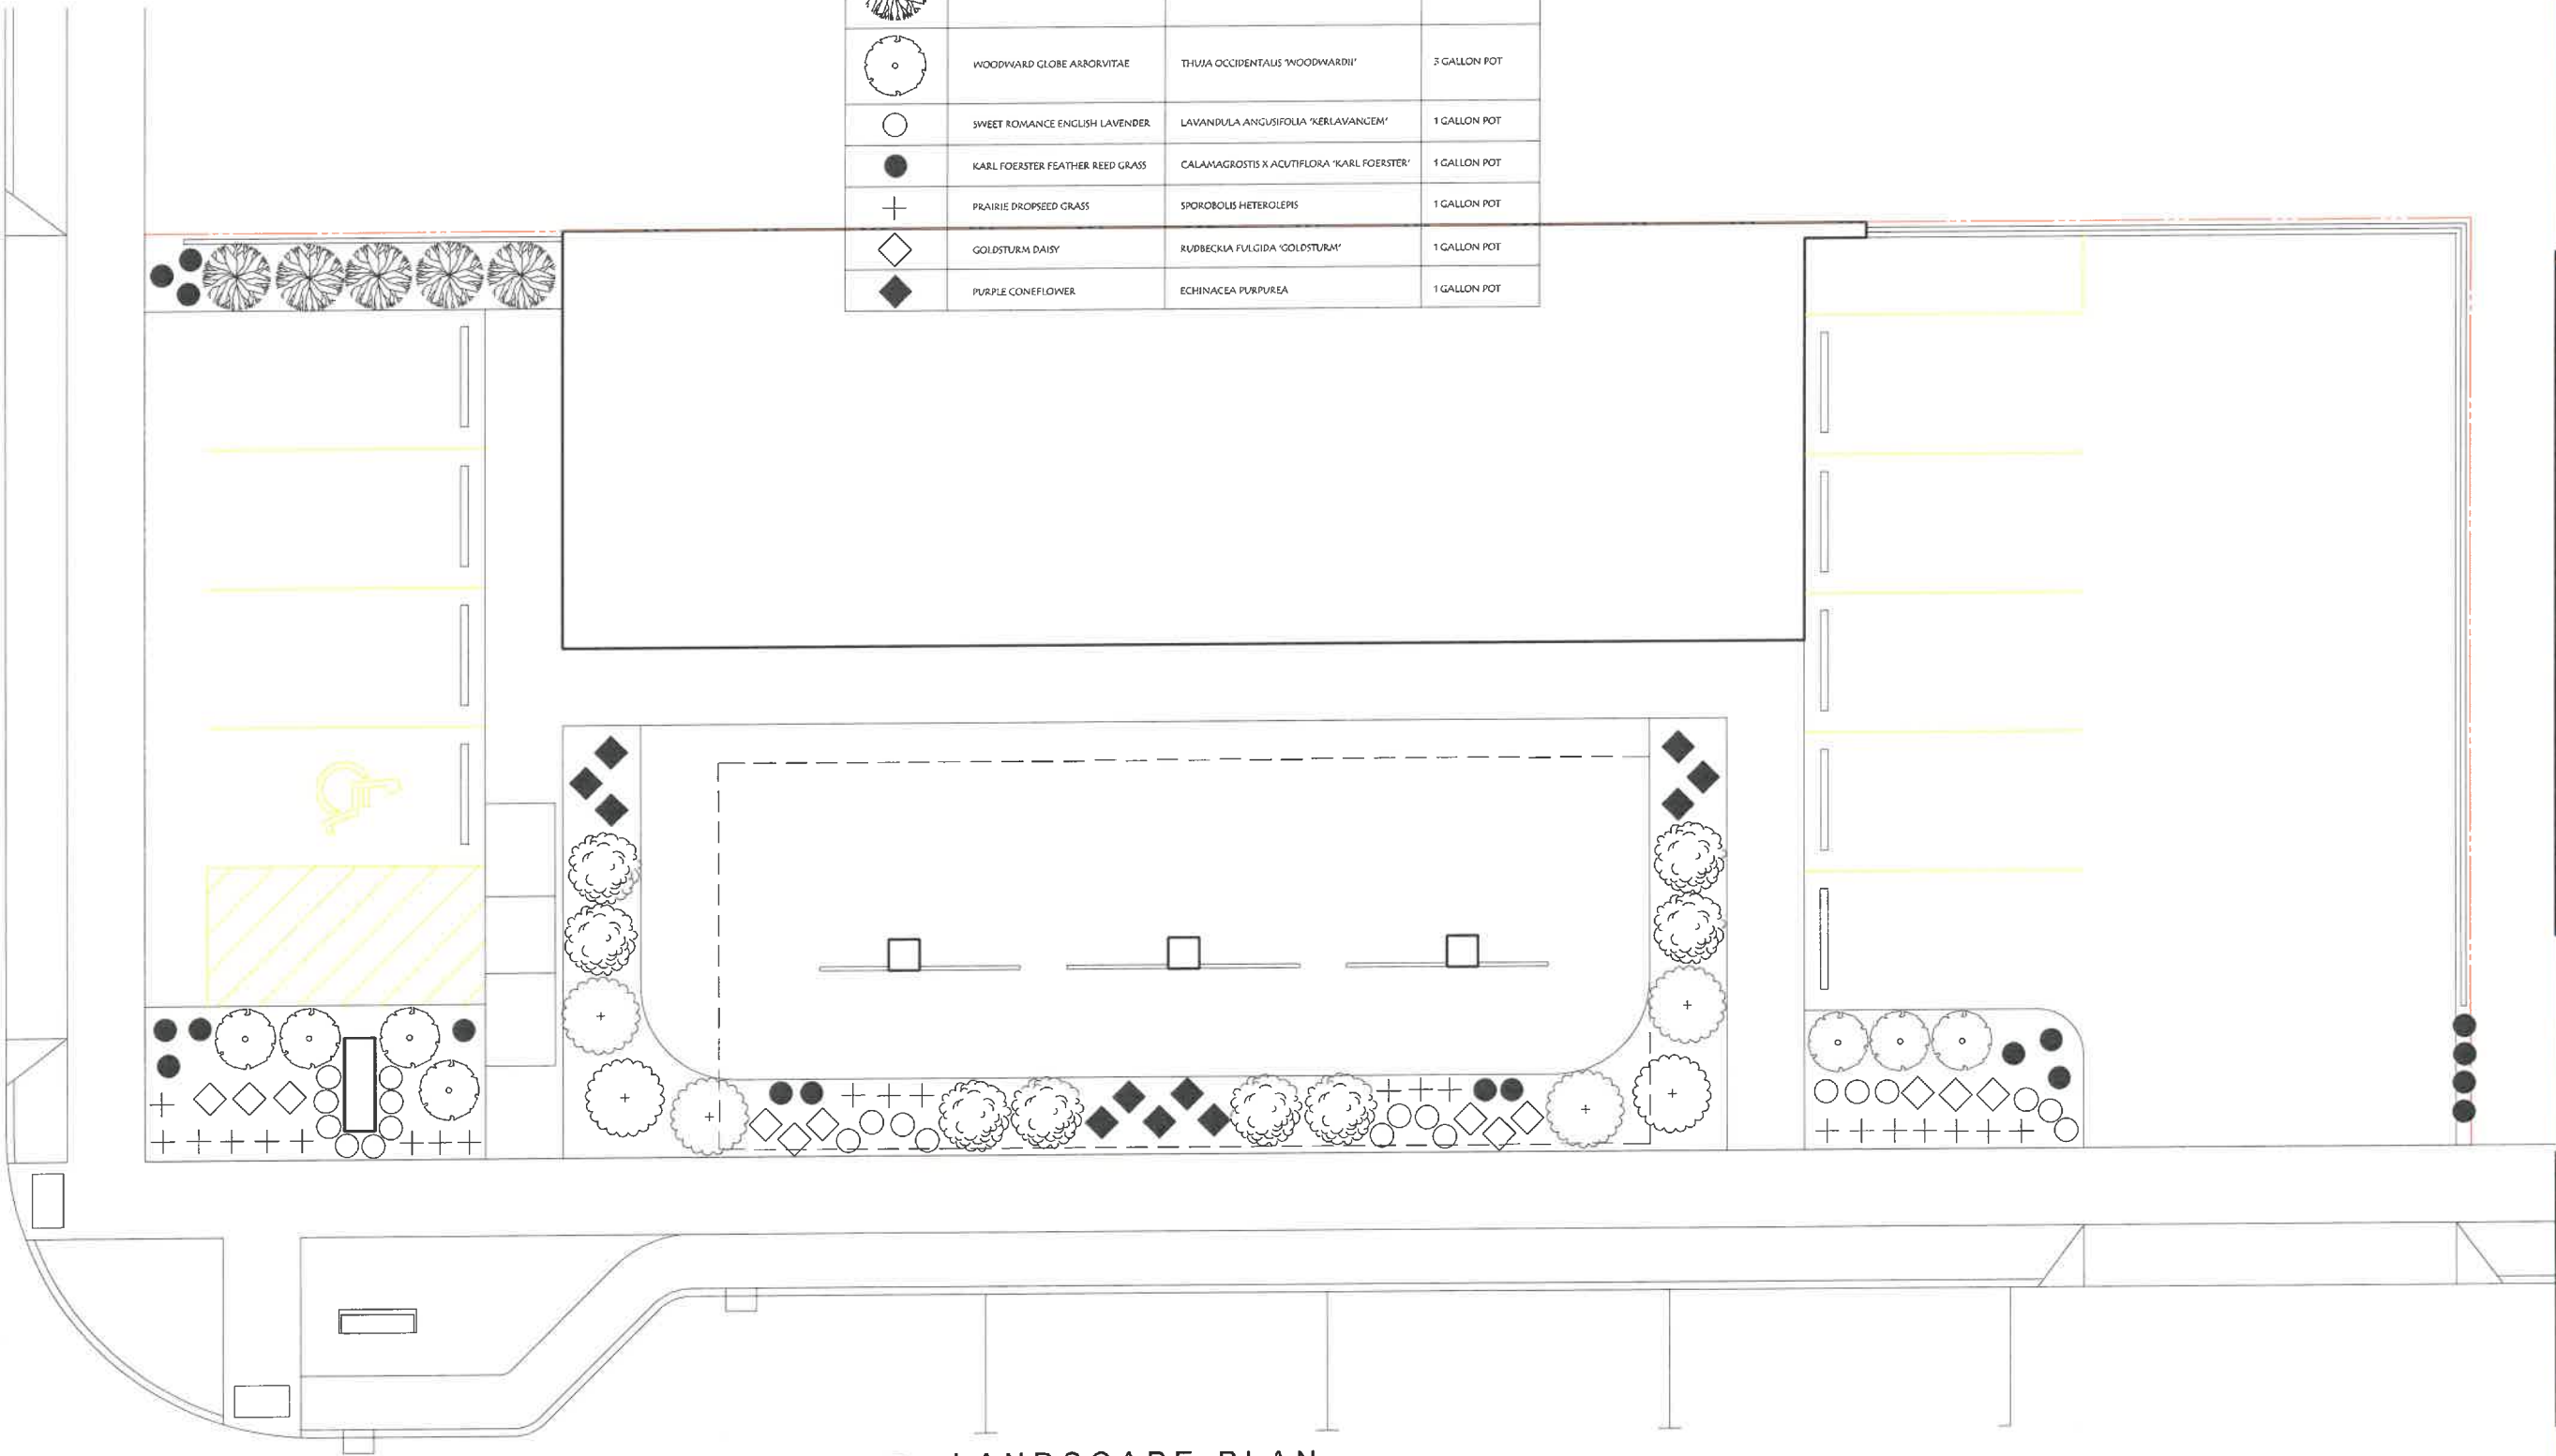 WOODWARD GLOBE ARBORVITAE THUJA OCCIDENTALIS 'WOODWARDII' 3 GALLON POT
SWEET ROMANCE ENGLISH LAVENDER LAVANDULA ANGUSIFOLIA 'KERLAVANGEM' 1 GALLON POT
KARL FOERSTER FEATHER REED GRASS CALAMAGROSTIS X ACUTIFLORA 'KARL FOERSTER' 1 GALLON POT
PRAIRIE DROPSEED GRASS SPOROBOLIS HETEROLEPIS 1 GALLON POT
GOLDSTURM DAISY RUDBECKIA FULGIDA 'GOLDSTURM' 1 GALLON POT
PURPLE CONEFLOWER ECHINACEA PURPUREA 1 GALLON POT
LANDSCAPE PLAN